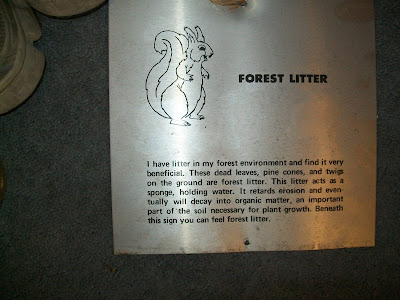 FOREST LITTER
I have litter in my forest environment and find it very
beneficial. These dead leaves, pine cones, and twigs
on the ground are forest litter. This litter acts as a
sponge, holding water. It retards erosion and even-
tually will decay into organic matter, an important
part of the soil necessary for plant growth. Beneath
this sign you can feel forest litter.